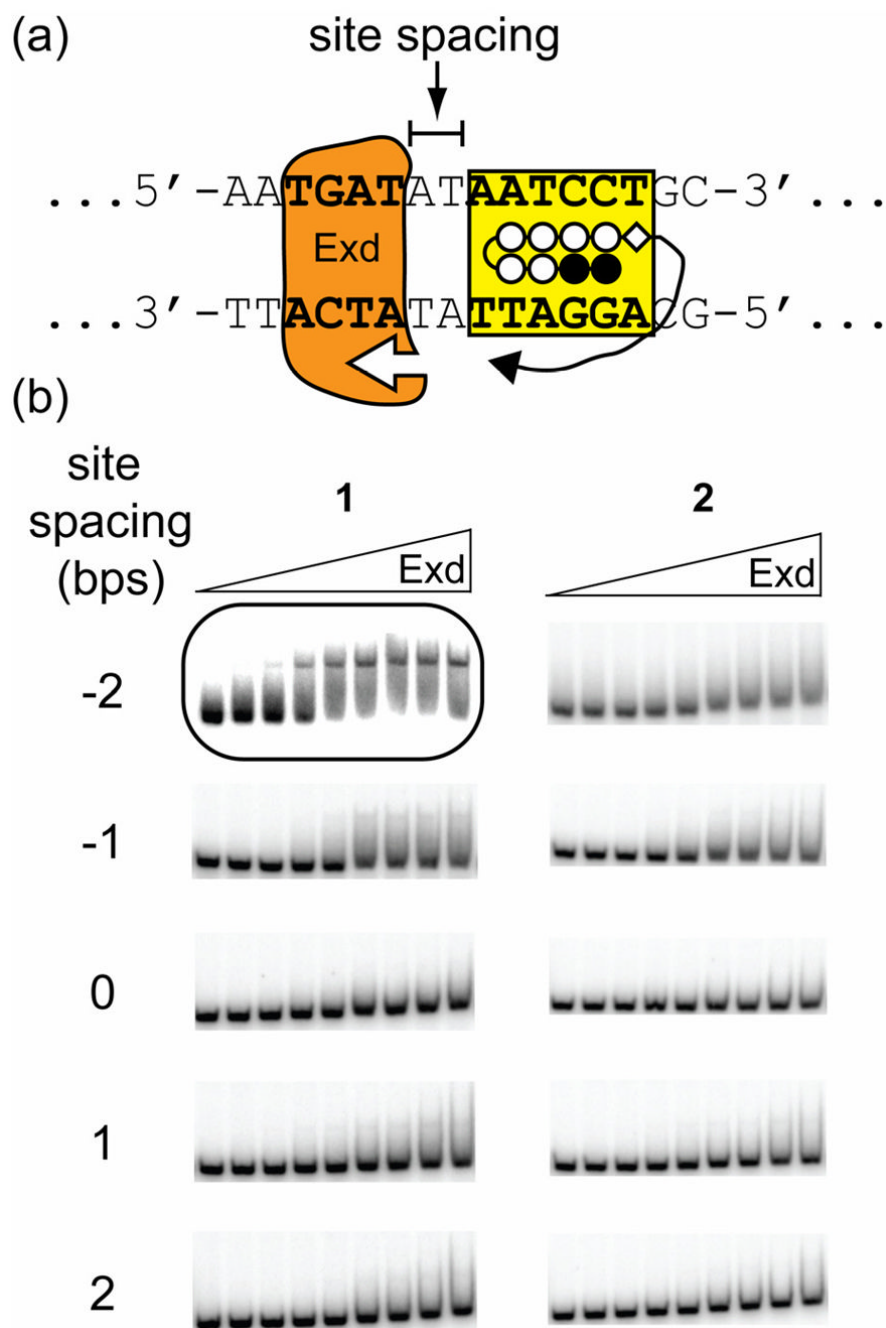 (a)
site spacing
...5’-AATGATATAATCCTGC-3’...
Exd
...3’-TTACTATATTAGGACG-5’...
(b)
site
spacing
(bps)
1
2
Exd
Exd
-2
-1
0
1
2